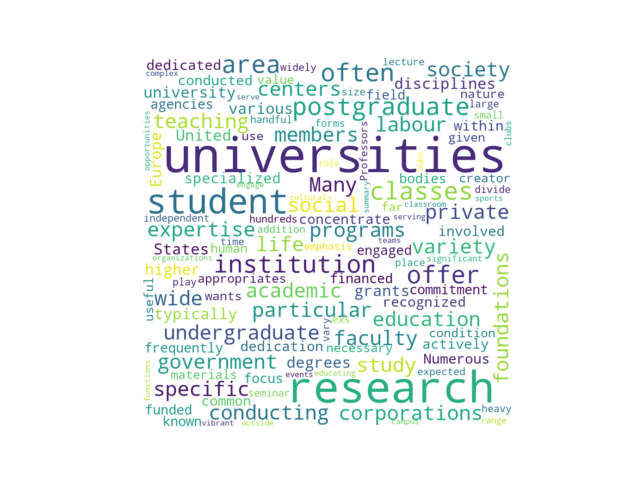 dedicated area widely often lecture society
complex conducted value centers size field disciplines
university agencies serve various postgraduate nature large
opportunities teaching handful forms labour small
United use members Professors within given clubs
Europe universities
specialized Many role bodies creator
student engage cultural summary classes divide sports
independent hundreds social concentrate far classroom serving private
expertise addition programs involved
States time human life emphasis teams engaged variety
organizations institution place significant
higher play appropriates financed offer commitment
useful wide wants academic grants recognized foundations
typically particular exs education
undergraduate vary faculty condition
frequently dedication necessary actively
government degrees study Numerous
functions materials focus events educating expected
specific common seminar research
funded conducting corporations heavy
known vibrant outside campus range